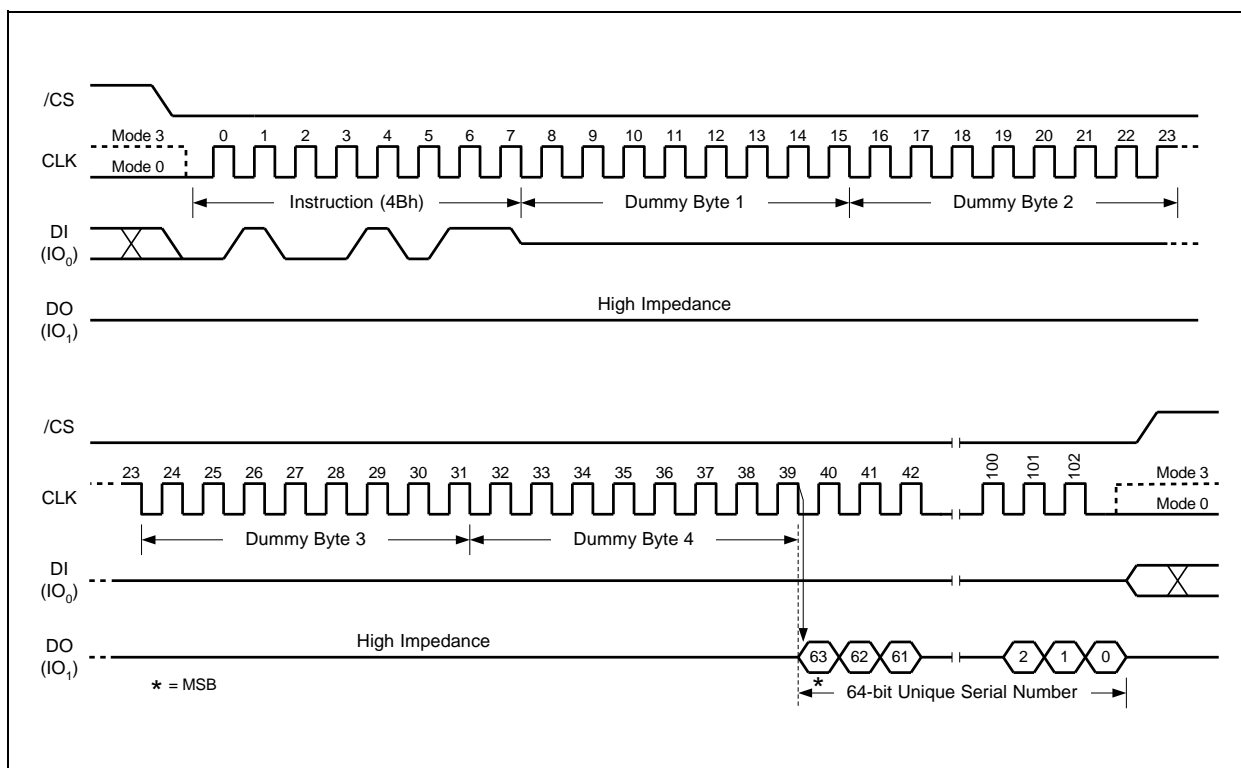 /CS
Mode 3 0 1 2 3 4 5 6 7 8 9 10 11 12 13 14 15 16 17 18 19 20 21 22 23
CLK Mode 0
Instruction (4Bh) Dummy Byte 1 Dummy Byte 2
DI
(IO0)
High Impedance
DO
(IO1)
/CS
23 24 25 26 27 28 29 30 31 32 33 34 35 36 37 38 39 40 41 42 100 101 102 Mode 3
CLK Mode 0
Dummy Byte 3 Dummy Byte 4
DI
(IO0)
High Impedance
DO 63 62 61 2 1 0
(IO1)
* = MSB * 64-bit Unique Serial Number